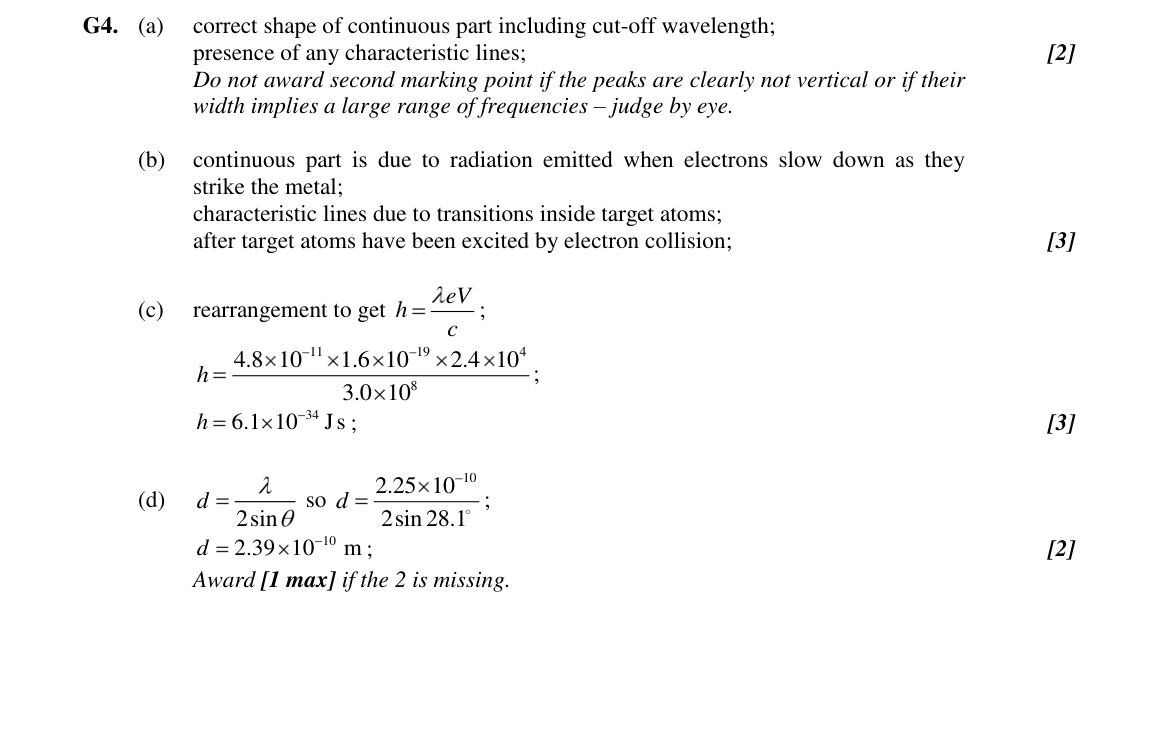 G4. (a) correct shape of continuous part including cut-off wavelength;
presence of any characteristic lines; [2]
Do not award second marking point if the peaks are clearly not vertical or if their
width implies a large range of frequencies – judge by eye.
(b) continuous part is due to radiation emitted when electrons slow down as they
strike the metal;
characteristic lines due to transitions inside target atoms;
after target atoms have been excited by electron collision; [3]
(c) rearrangement to get h = λeV / c ;
h = 4.8×10⁻¹¹ ×1.6×10⁻¹⁹ ×2.4×10⁴ / 3.0×10⁸ ;
h = 6.1×10⁻³⁴ J s ; [3]
(d) d = λ / 2 sin θ so d = 2.25×10⁻¹⁰ / 2 sin 28.1° ;
d = 2.39×10⁻¹⁰ m ; [2]
Award [1 max] if the 2 is missing.